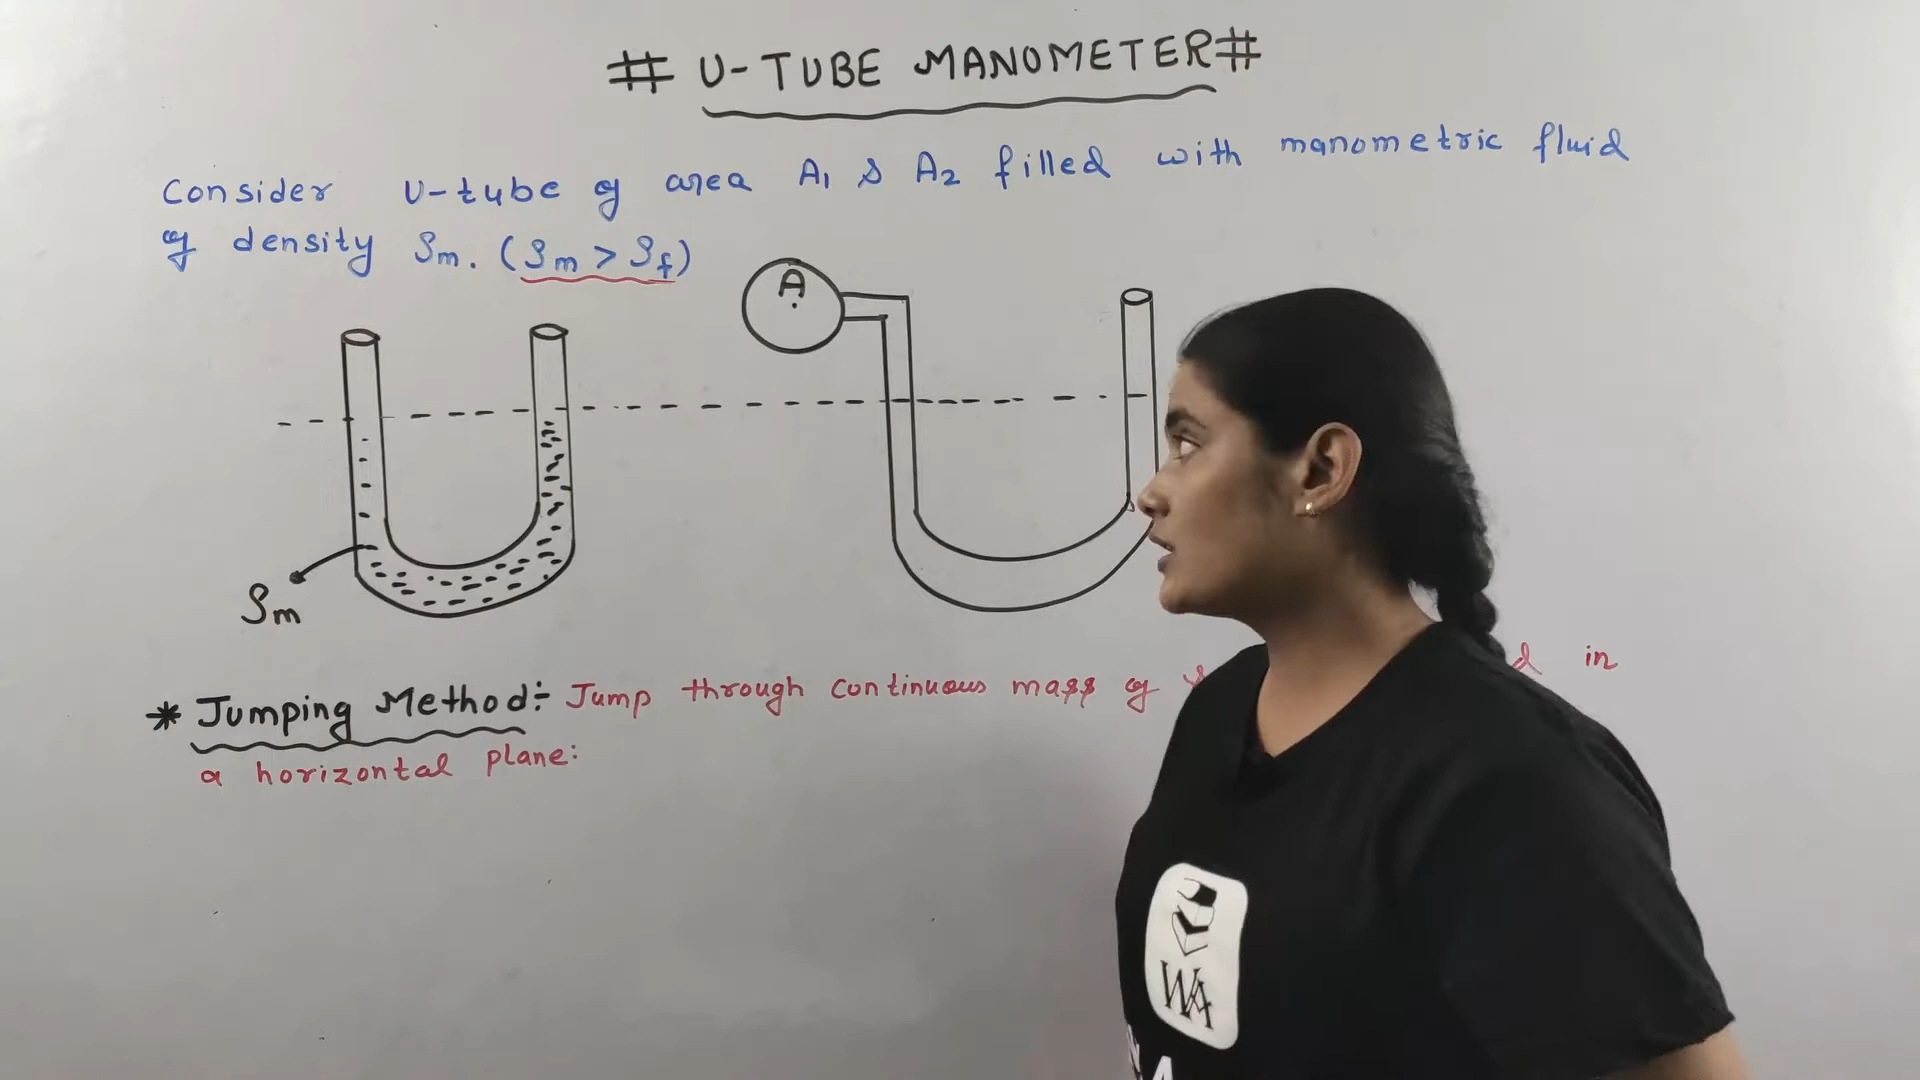 # U-TUBE MANOMETER #
Consider U-tube of area A₁ & A₂ filled with manometric fluid
of density ρm. (ρm > ρf)
A
ρm
* Jumping Method:- Jump through continuous mass of in
a horizontal plane:
WA